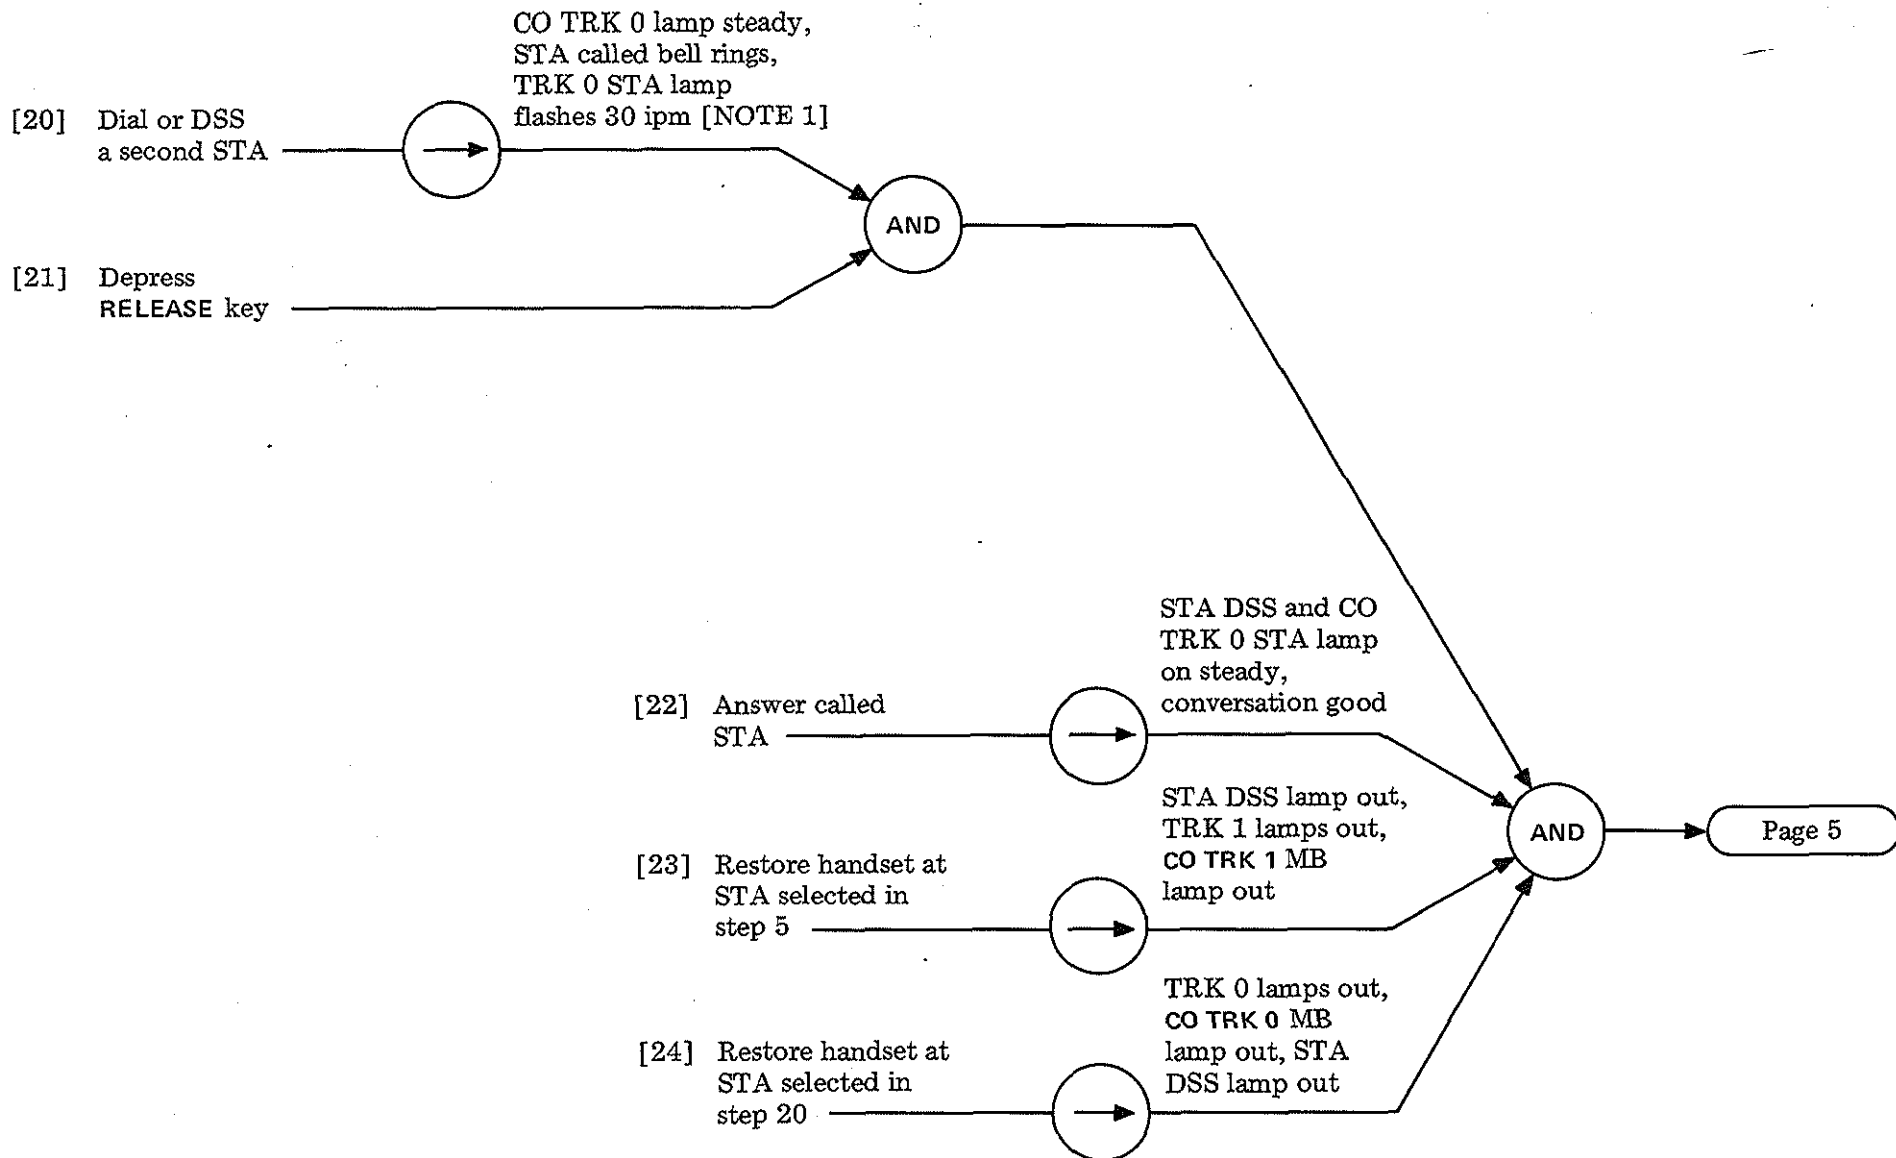 CO TRK 0 lamp steady,
STA called bell rings,
TRK 0 STA lamp
flashes 30 ipm [NOTE 1]
[20] Dial or DSS
a second STA
AND
[21] Depress
RELEASE key
STA DSS and CO
TRK 0 STA lamp
on steady,
conversation good
[22] Answer called
STA
STA DSS lamp out,
TRK 1 lamps out,
CO TRK 1 MB
lamp out
AND
Page 5
[23] Restore handset at
STA selected in
step 5
TRK 0 lamps out,
CO TRK 0 MB
lamp out, STA
DSS lamp out
[24] Restore handset at
STA selected in
step 20